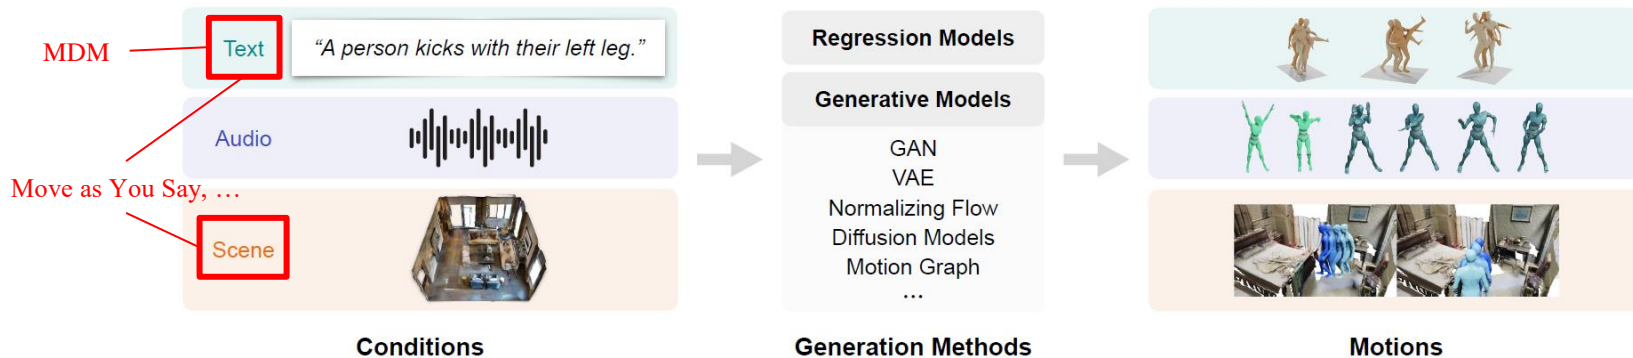 MDM
Text
“A person kicks with their left leg.”
Audio
Move as You Say, …
Scene
Conditions
Regression Models
Generative Models
GAN
VAE
Normalizing Flow
Diffusion Models
Motion Graph
...
Generation Methods
Motions